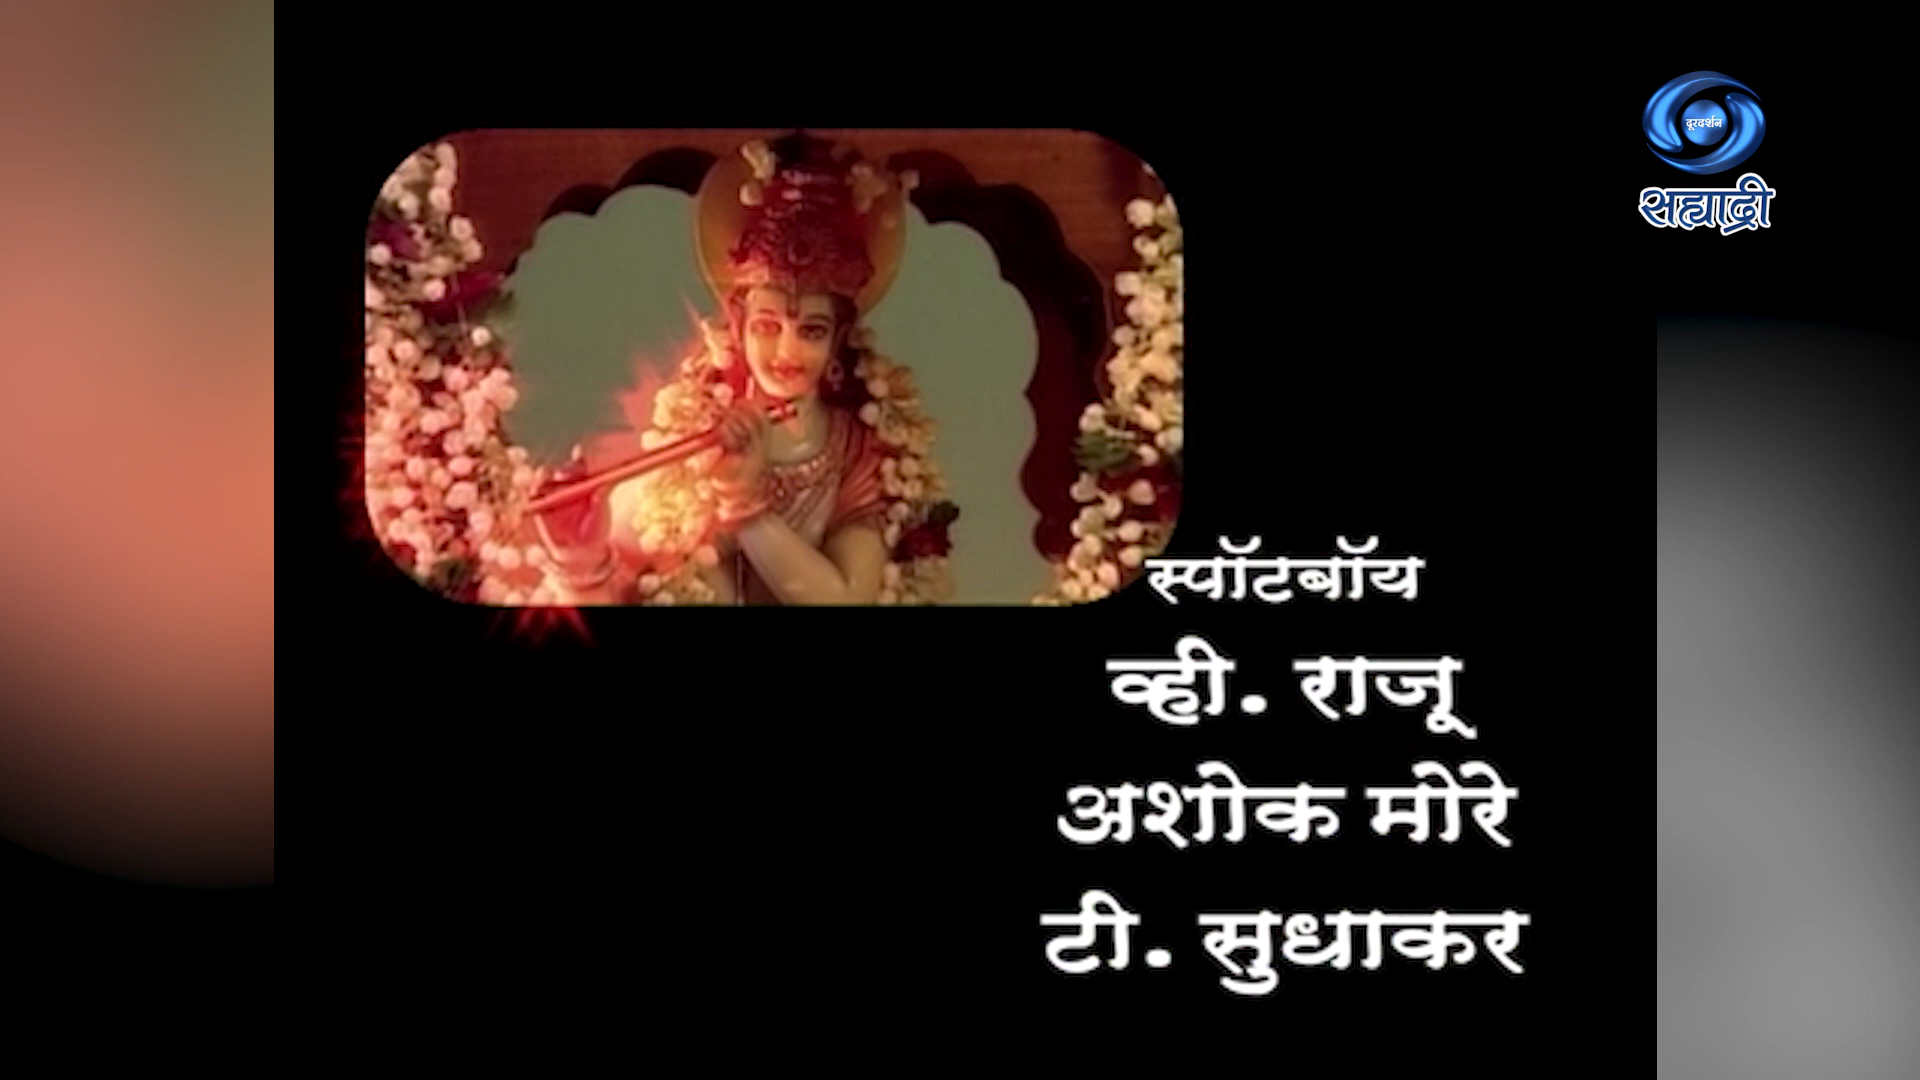 दूरदर्शन
सह्याद्री
स्पॉटबॉय
व्ही. राजू
अशोक मोरे
टी. सुधाकर